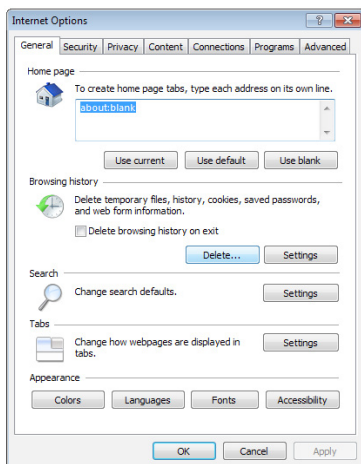 Internet Options
General Security Privacy Content Connections Programs Advanced
Home page
To create home page tabs, type each address on its own line.
about:blank
Use current Use default Use blank
Browsing history
Delete temporary files, history, cookies, saved passwords,
and web form information.
Delete browsing history on exit
Delete... Settings
Search
Change search defaults. Settings
Tabs
Change how webpages are displayed in
tabs. Settings
Appearance
Colors Languages Fonts Accessibility
OK Cancel Apply